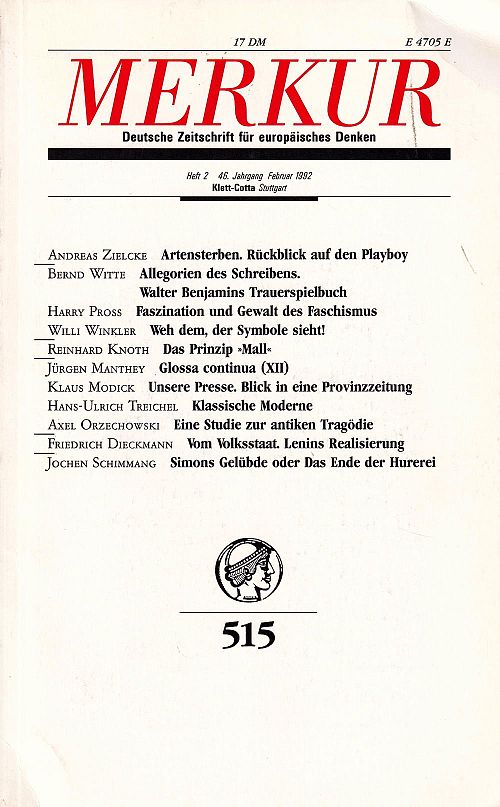 17 DM E 4705 E
MERKUR
Deutsche Zeitschrift für europäisches Denken
Heft 2 46. Jahrgang Februar 1992
Klett-Cotta Stuttgart
ANDREAS ZIELCKE Artensterben. Rückblick auf den Playboy
BERND WITTE Allegorien des Schreibens.
Walter Benjamins Trauerspielbuch
HARRY PROSS Faszination und Gewalt des Faschismus
WILLI WINKLER Weh dem, der Symbole sieht!
REINHARD KNOTH Das Prinzip »Mall«
JÜRGEN MANTHEY Glossa continua (XII)
KLAUS MODICK Unsere Presse. Blick in eine Provinzzeitung
HANS-ULRICH TREICHEL Klassische Moderne
AXEL ORZECHOWSKI Eine Studie zur antiken Tragödie
FRIEDRICH DIECKMANN Vom Volksstaat. Lenins Realisierung
JOCHEN SCHIMMANG Simons Gelübde oder Das Ende der Hurerei
515